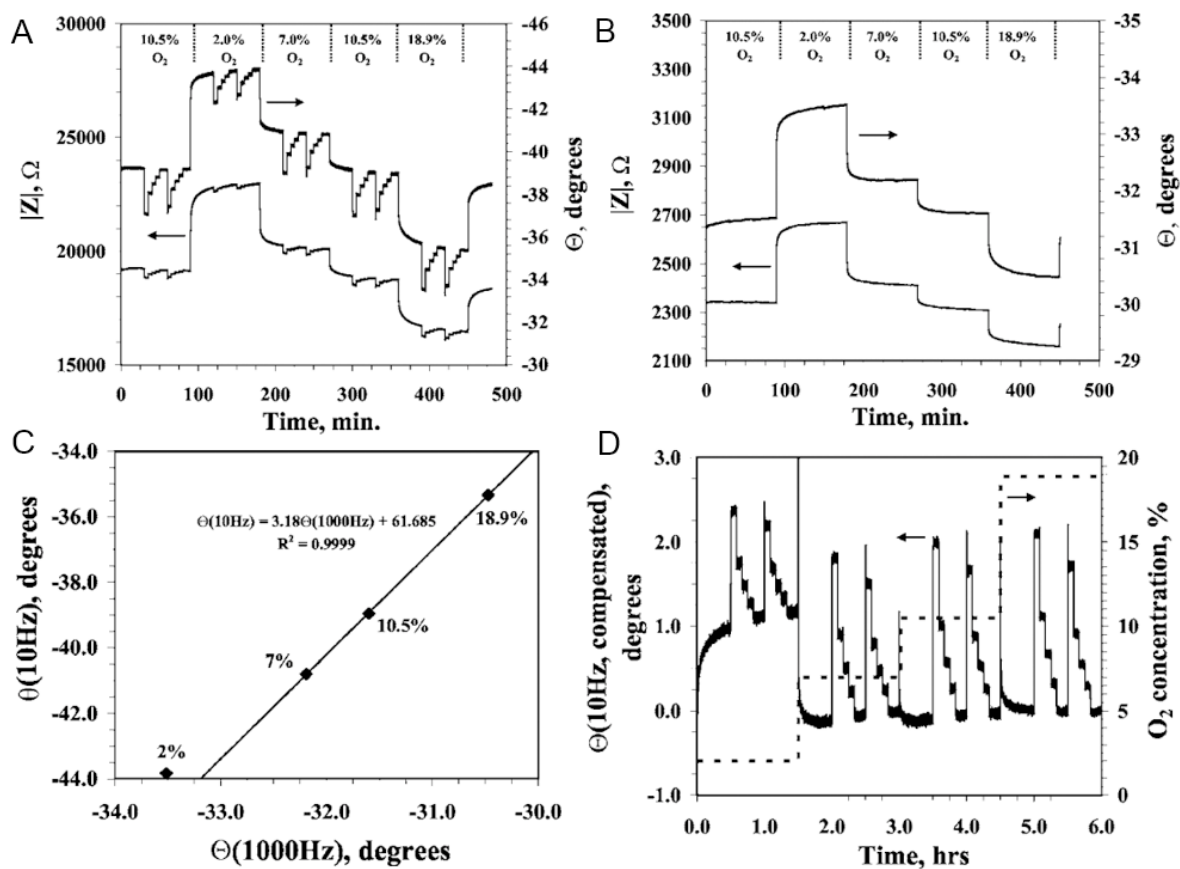 A
30000
25000
20000
15000
|Z|, Ω
10.5% 2.0% 7.0% 10.5% 18.9%
O₂ O₂ O₂ O₂ O₂
-46
-44
-42
-40
-38
-36
-34
-32
-30
Θ, degrees
0 100 200 300 400 500
Time, min.
B
3500
3300
3100
2900
2700
2500
2300
2100
|Z|, Ω
10.5% 2.0% 7.0% 10.5% 18.9%
O₂ O₂ O₂ O₂ O₂
-35
-34
-33
-32
-31
-30
-29
Θ, degrees
0 100 200 300 400 500
Time, min.
C
-34.0
-36.0
-38.0
-40.0
-42.0
-44.0
θ(10Hz), degrees
Θ(10Hz) = 3.18Θ(1000Hz) + 61.685
R² = 0.9999
18.9%
10.5%
7%
2%
-34.0 -33.0 -32.0 -31.0 -30.0
Θ(1000Hz), degrees
D
3.0
2.0
1.0
0.0
-1.0
Θ(10Hz, compensated),
degrees
20
15
10
5
0
O₂ concentration, %
0.0 1.0 2.0 3.0 4.0 5.0 6.0
Time, hrs